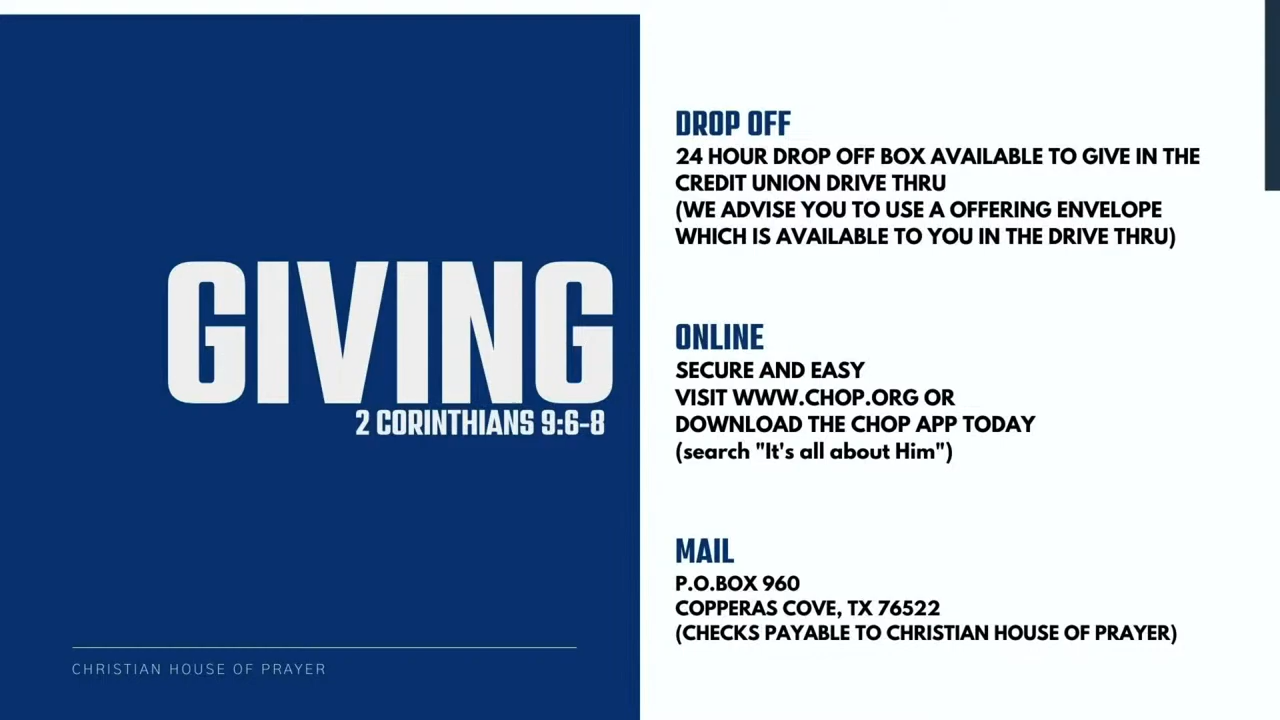 GIVING
2 CORINTHIANS 9:6-8
CHRISTIAN HOUSE OF PRAYER
DROP OFF
24 HOUR DROP OFF BOX AVAILABLE TO GIVE IN THE
CREDIT UNION DRIVE THRU
(WE ADVISE YOU TO USE A OFFERING ENVELOPE
WHICH IS AVAILABLE TO YOU IN THE DRIVE THRU)
ONLINE
SECURE AND EASY
VISIT WWW.CHOP.ORG OR
DOWNLOAD THE CHOP APP TODAY
(search "It's all about Him")
MAIL
P.O.BOX 960
COPPERAS COVE, TX 76522
(CHECKS PAYABLE TO CHRISTIAN HOUSE OF PRAYER)